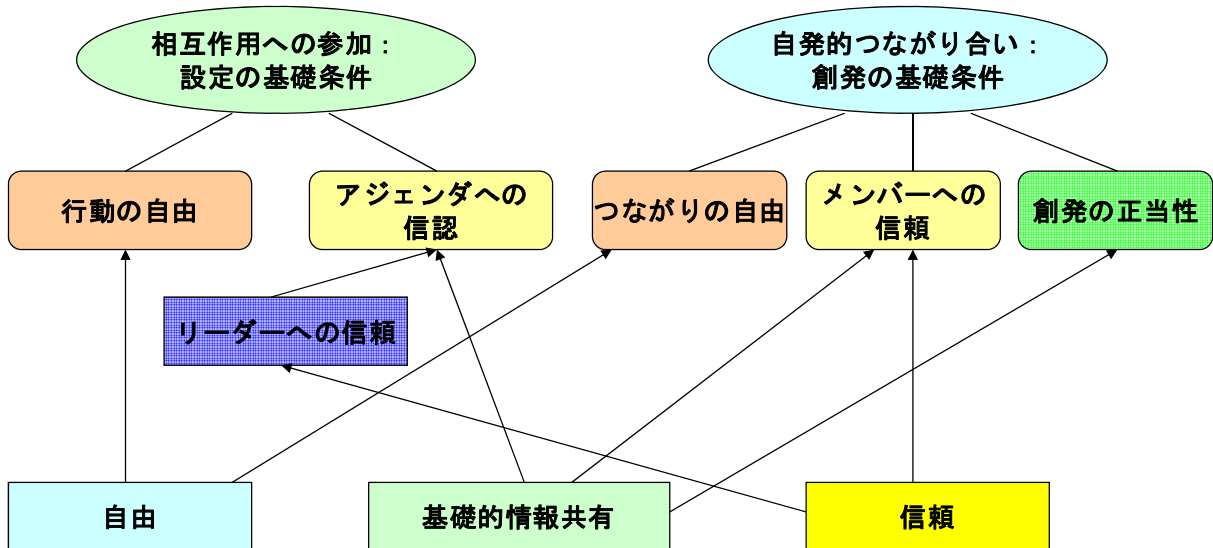 相互作用への参加：
設定の基礎条件
自発的つながり合い：
創発の基礎条件
行動の自由
アジェンダへの
信認
つながりの自由
メンバーへの
信頼
創発の正当性
リーダーへの信頼
自由
基礎的情報共有
信頼